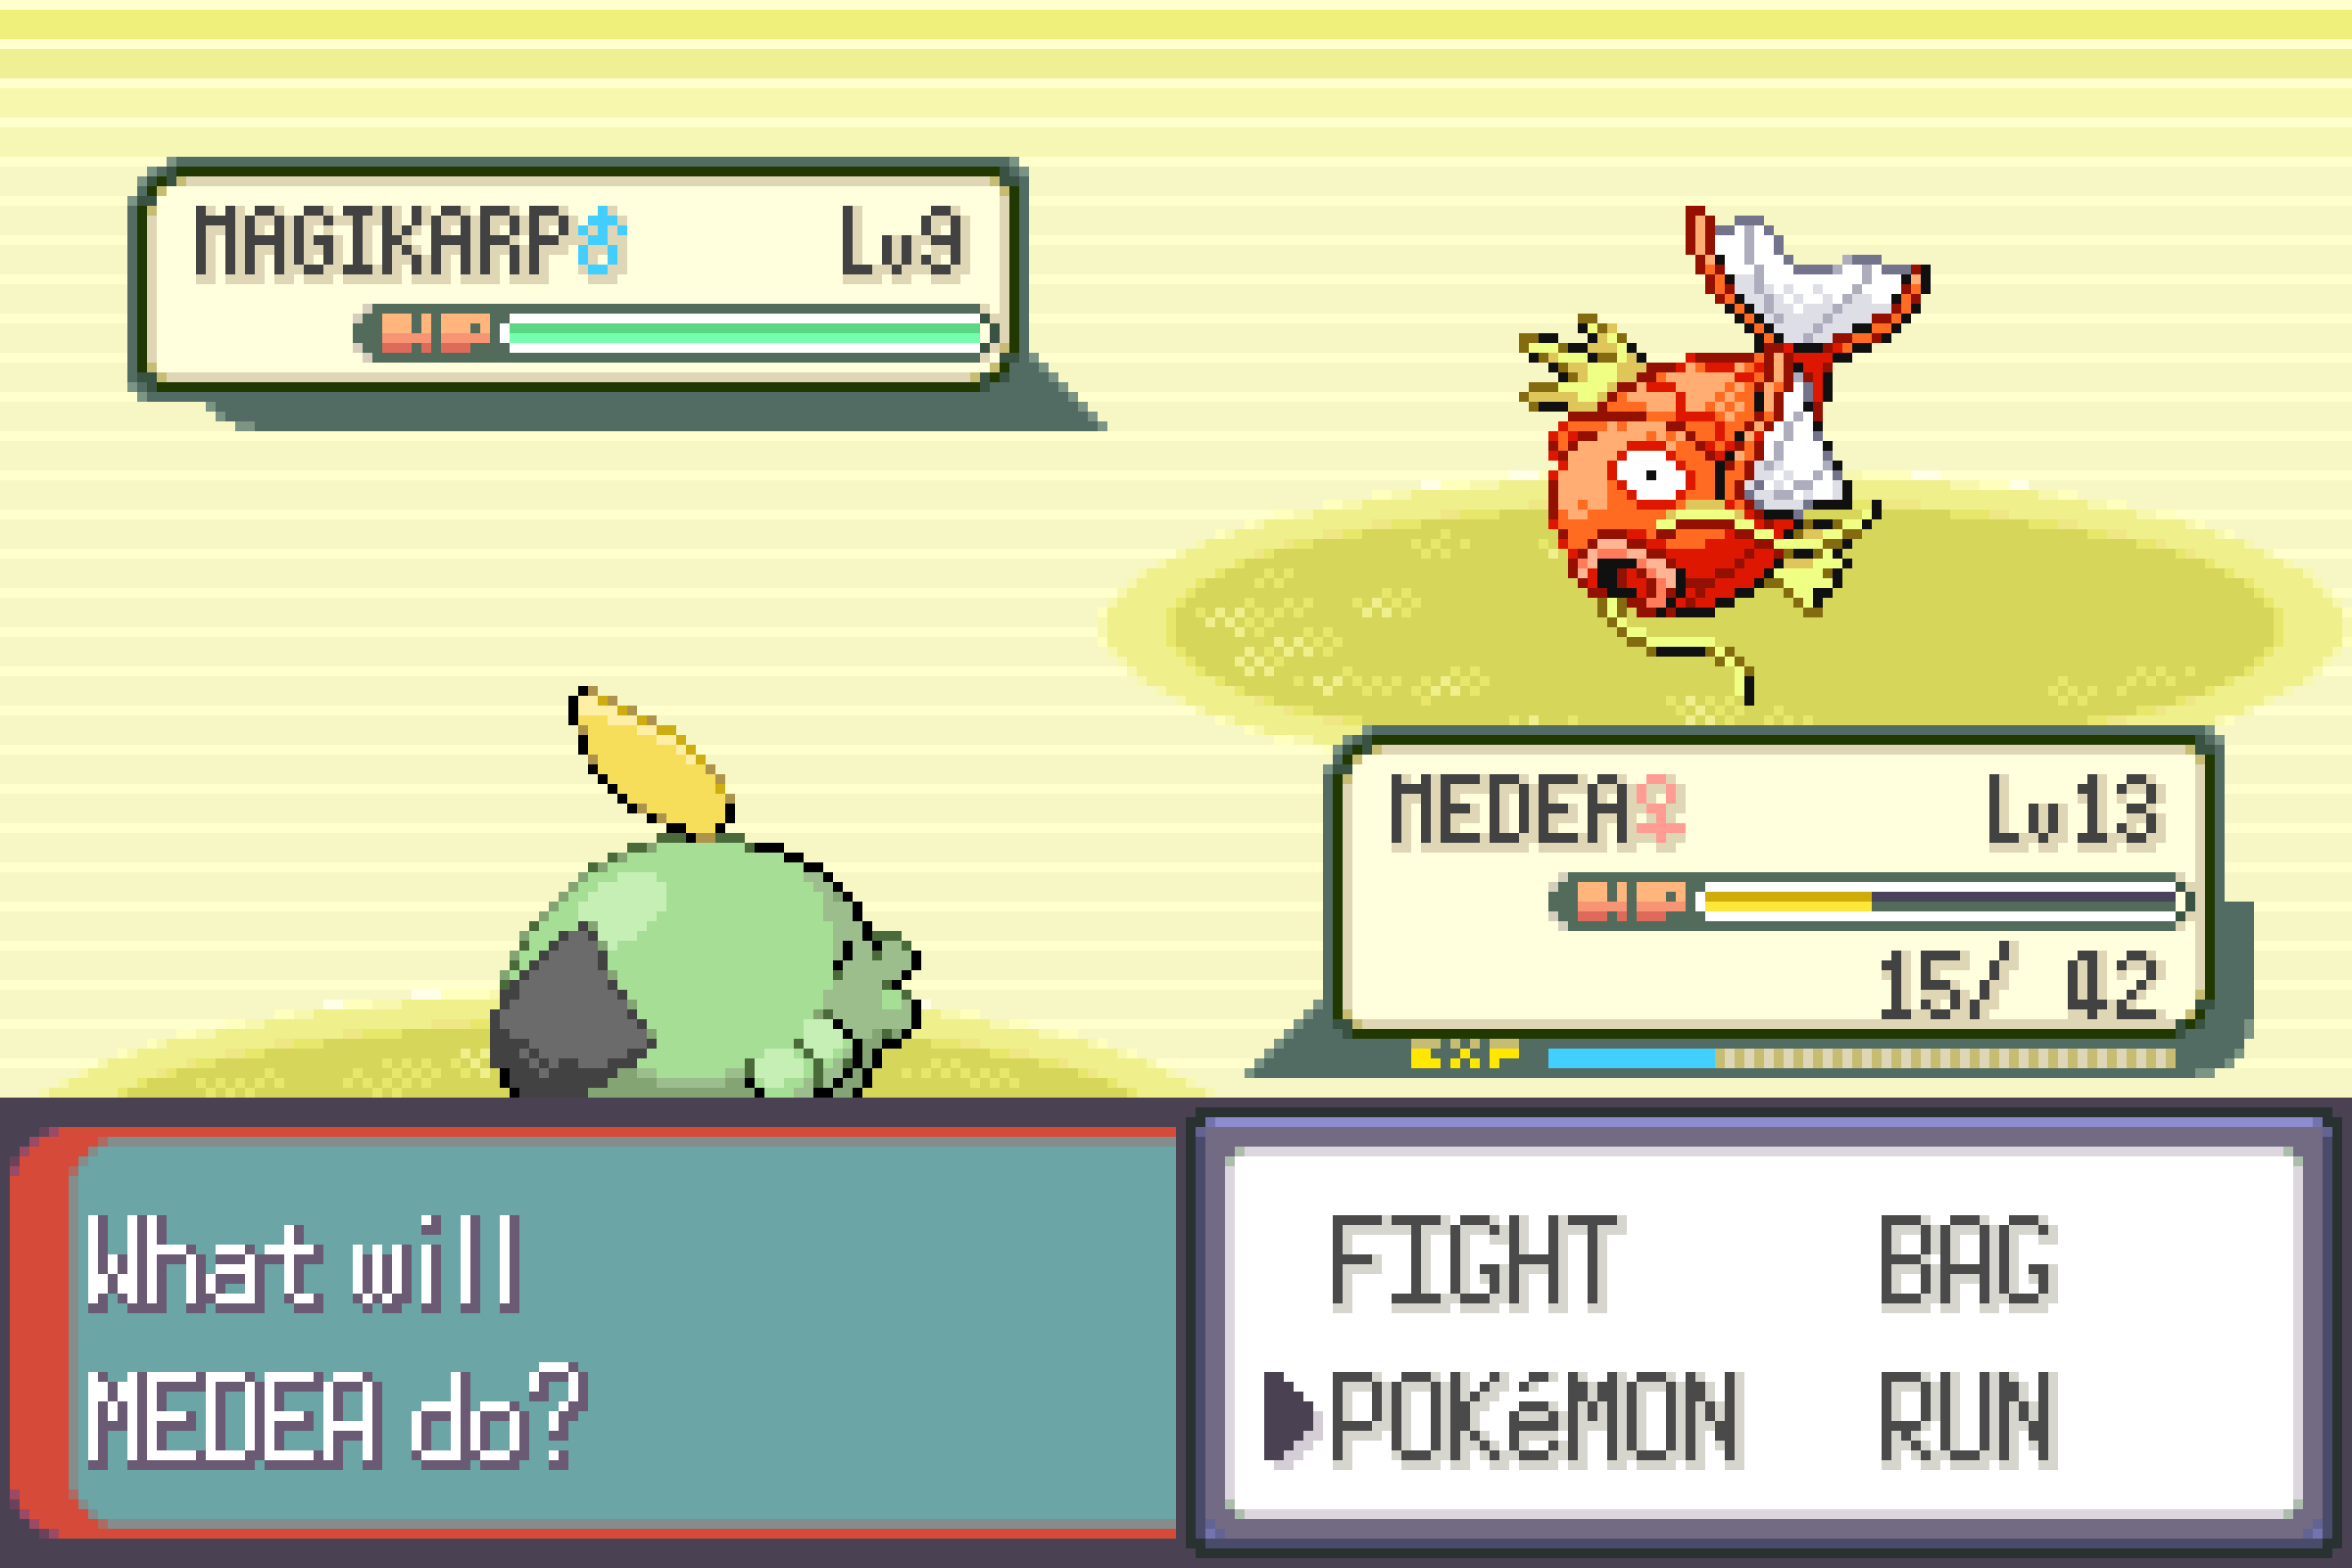 MAGIKARP♂ Lv9
HP
MEDEA♀ Lv13
HP
15/ 42
EXP
What will
MEDEA do?
FIGHT BAG
POKéMON RUN